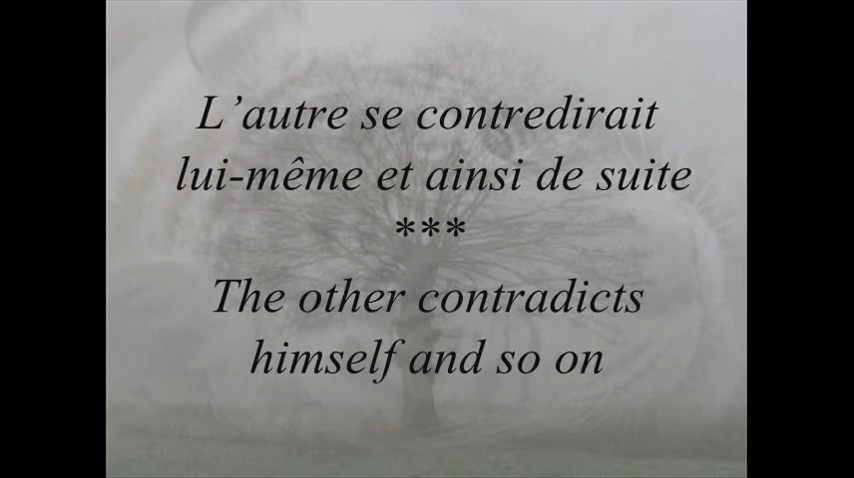 L’autre se contredirait
lui-même et ainsi de suite
***
The other contradicts
himself and so on